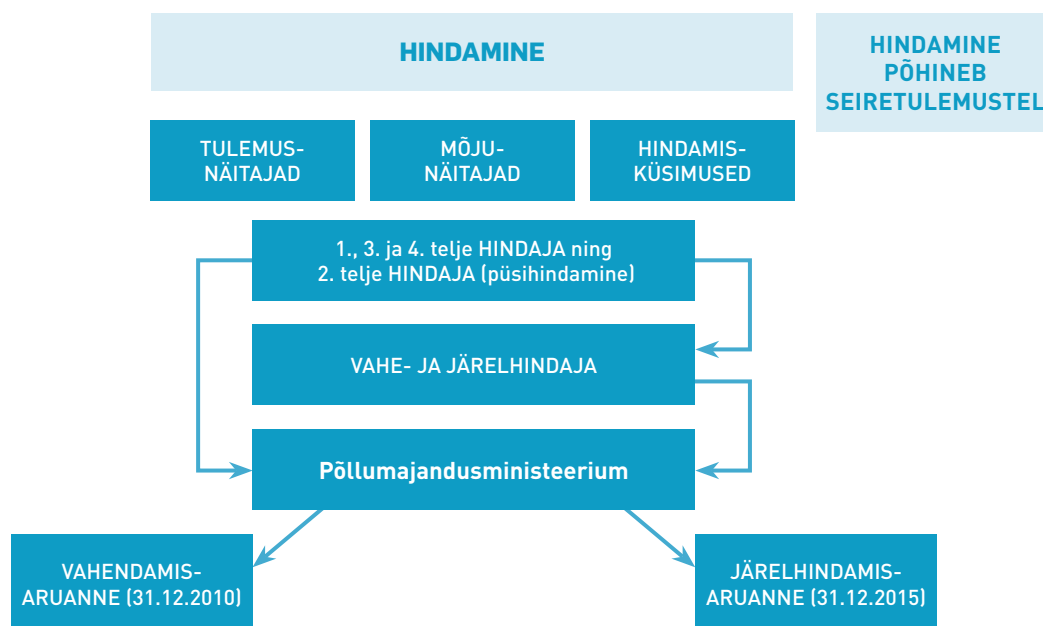 HINDAMINE
HINDAMINE
PÕHINEB
SEIRETULEMUSTEL
TULEMUS-
NÄITAJAD
MÕJU-
NÄITAJAD
HINDAMIS-
KÜSIMUSED
1., 3. ja 4. telje HINDAJA ning
2. telje HINDAJA (püsihindamine)
VAHE- JA JÄRELHINDAJA
Põllumajandusministeerium
VAHENDAMIS-
ARUANNE (31.12.2010)
JÄRELHINDAMIS-
ARUANNE (31.12.2015)